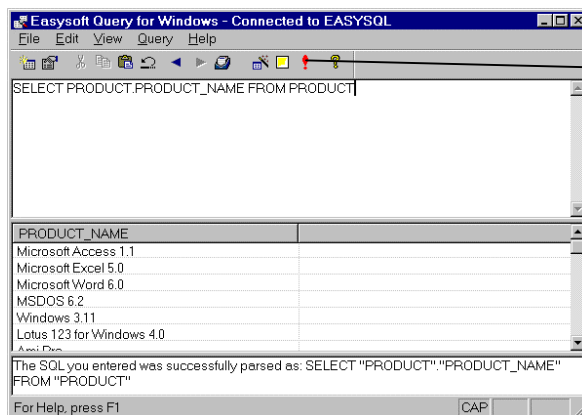 Easysoft Query for Windows - Connected to EASYSQL
File Edit View Query Help
SELECT PRODUCT.PRODUCT_NAME FROM PRODUCT
PRODUCT_NAME
Microsoft Access 1.1
Microsoft Excel 5.0
Microsoft Word 6.0
MSDOS 6.2
Windows 3.11
Lotus 123 for Windows 4.0
Ami Pro
The SQL you entered was successfully parsed as: SELECT "PRODUCT"."PRODUCT_NAME"
FROM "PRODUCT"
For Help, press F1
CAP